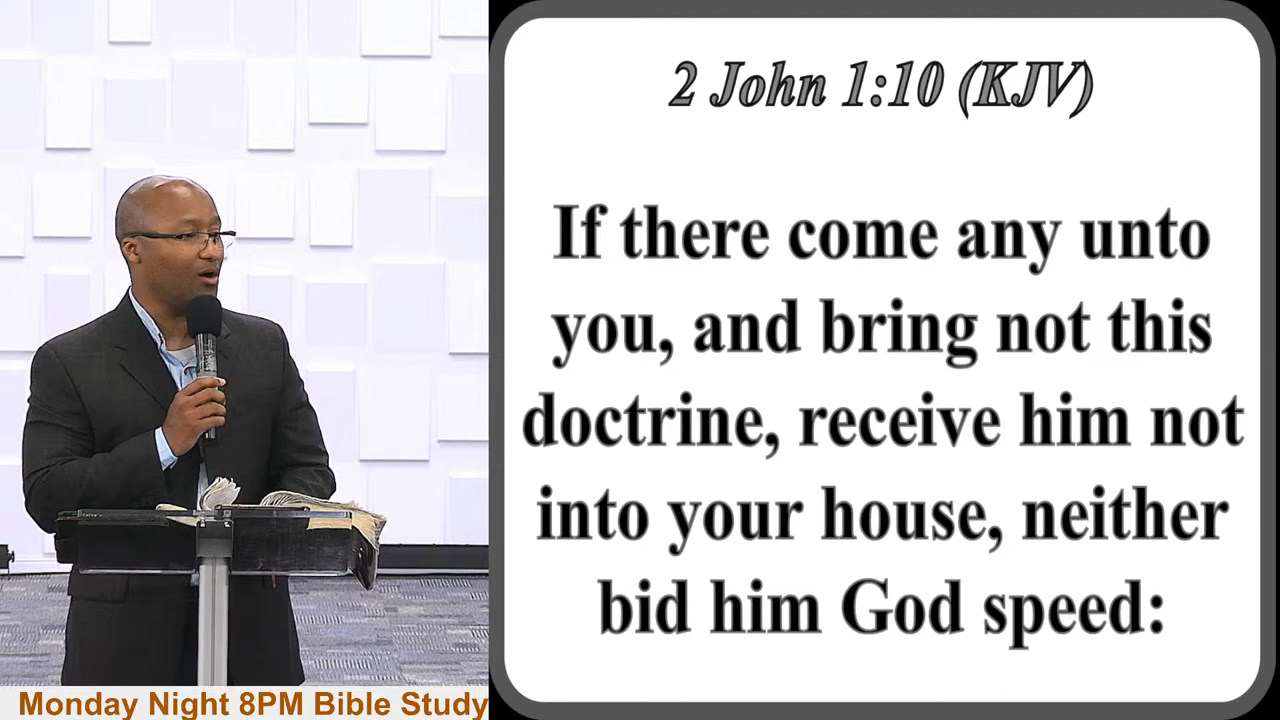 2 John 1:10 (KJV)
If there come any unto
you, and bring not this
doctrine, receive him not
into your house, neither
bid him God speed:
Monday Night 8PM Bible Study